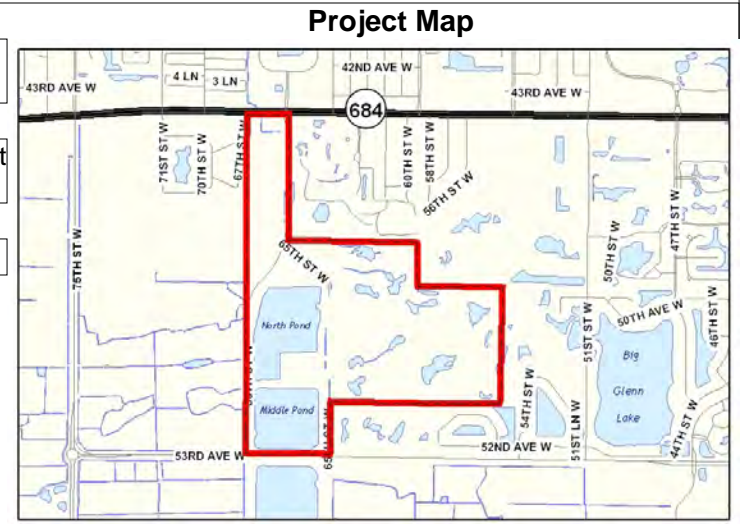 Project Map
t
42ND AVE W
4 LN
3 LN
43RD AVE W
43RD AVE W
684
71ST ST W
70TH ST W
67TH ST W
60TH ST W
58TH ST W
56TH ST W
75TH ST W
65TH ST W
50TH ST W
47TH ST W
North Pond
51ST ST W
50TH AVE W
46TH ST W
Big
Glenn
Lake
Middle Pond
54TH ST W
51ST LN W
44TH ST W
53RD AVE W
52ND AVE W